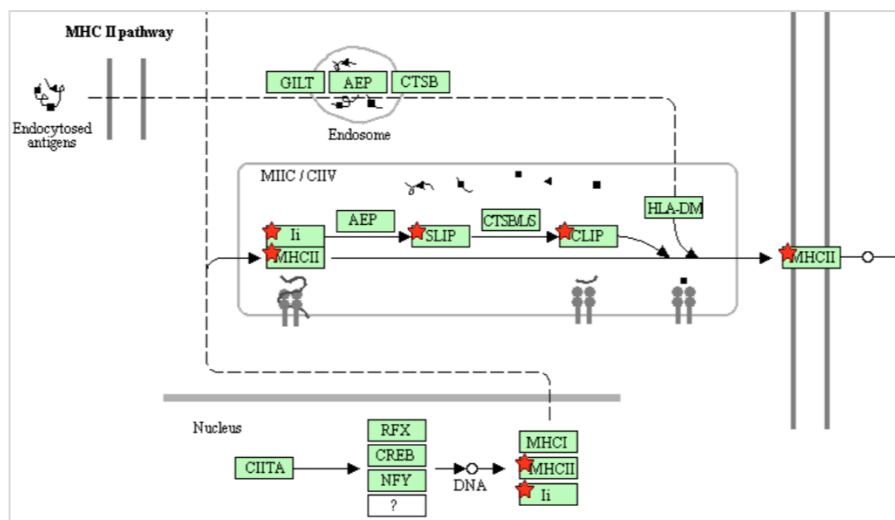 MHC II pathway
GILT
AEP
CTSB
Endocytosed
antigens
Endosome
MIIC / CIIV
HLA-DM
Ii
AEP
SLIP
CTSB/L/S
CLIP
MHCII
MHCII
Nucleus
RFX
CIITA
CREB
NFY
?
DNA
MHCI
MHCII
Ii